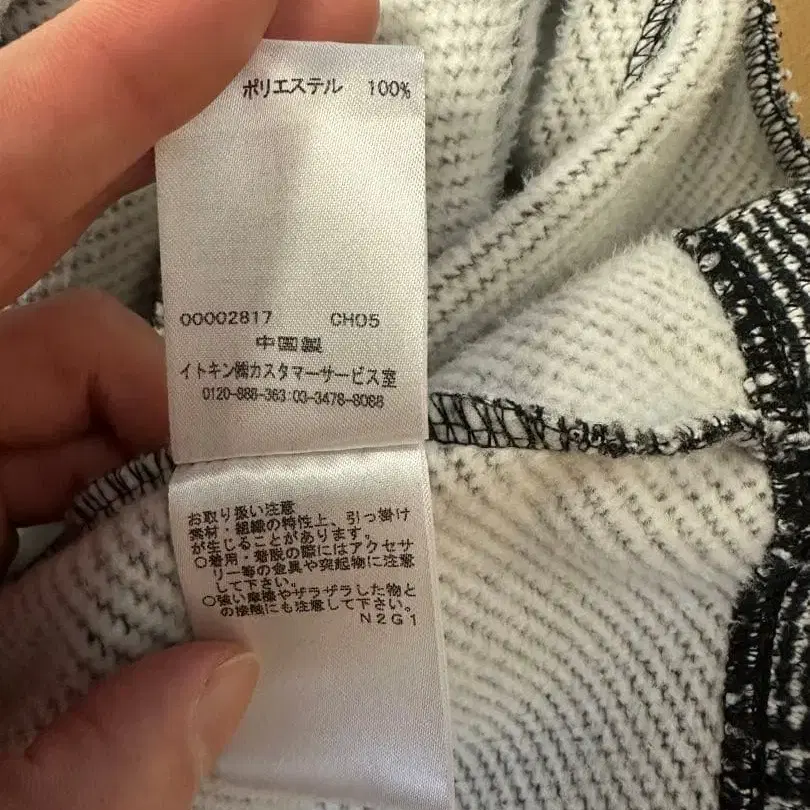 ポリエステル 100%
00002817 CH05
中国製
イトキン㈱カスタマーサービス室
0120-888-363:03-3478-8088
お取り扱い注意
素材・組織の特性上、引っ掛け
が生じることがあります。
○着用・着脱の際にはアクセサ
リー等の金具や突起物に注意
して下さい。
○強い摩擦やザラザラした物と
の接触にも注意して下さい。
N2G1